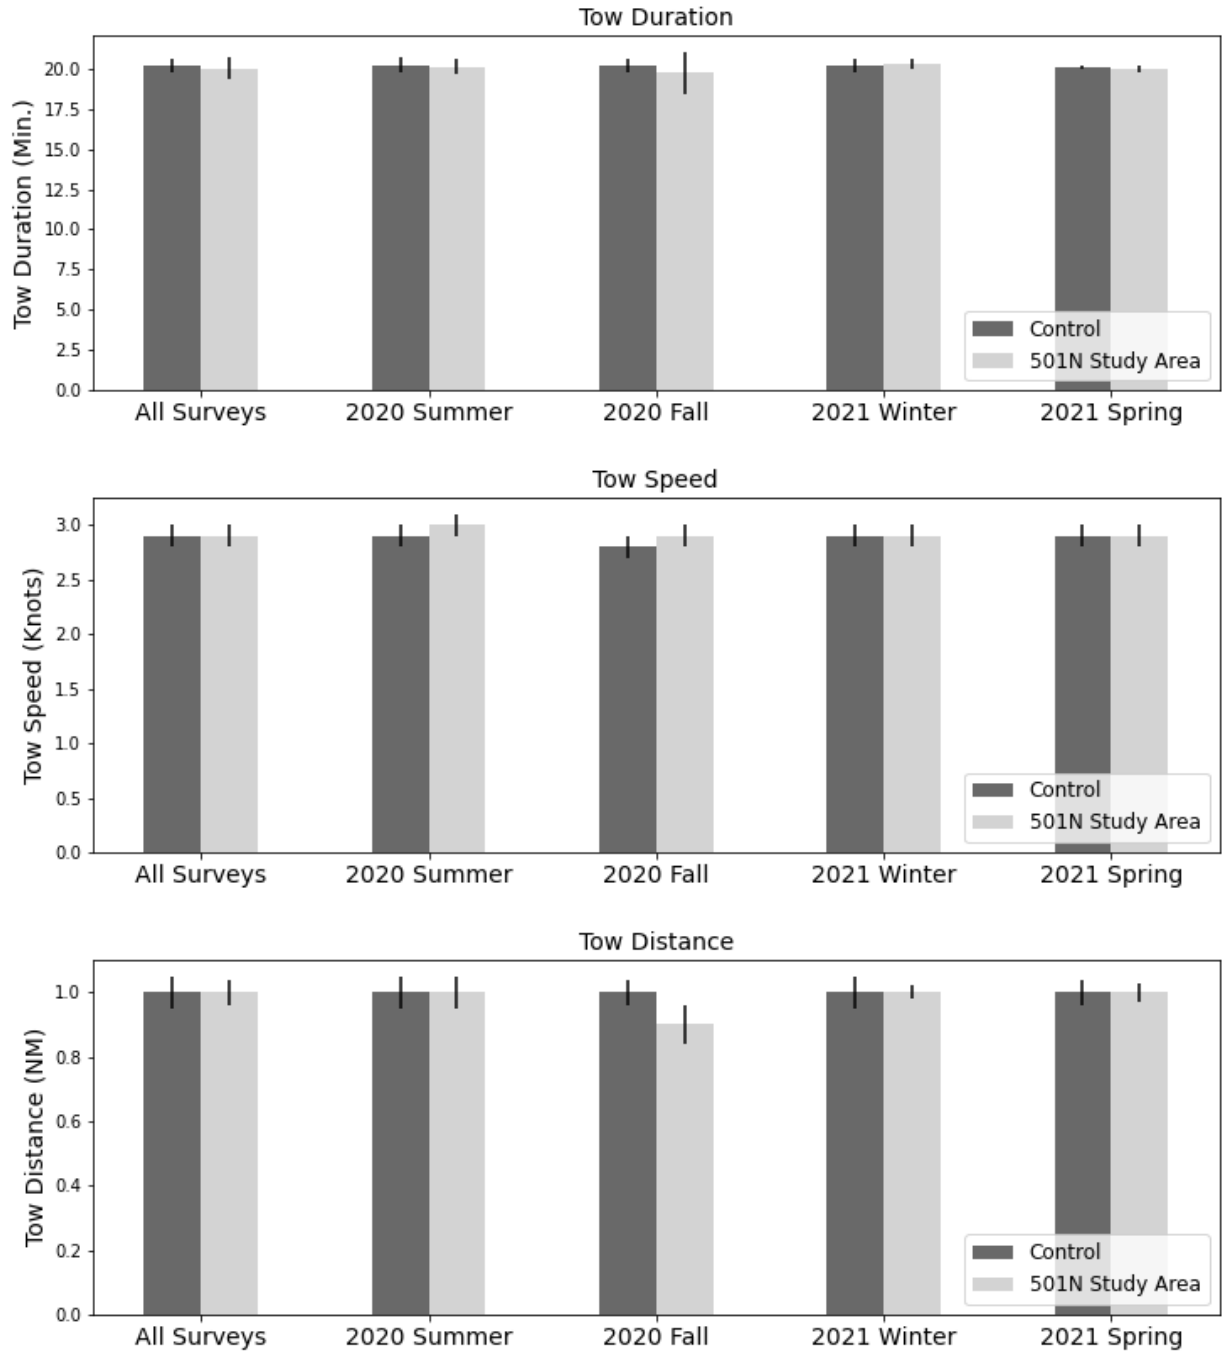 Tow Duration
Tow Duration (Min.)
20.0
17.5
15.0
12.5
10.0
7.5
5.0
2.5
0.0
Control
501N Study Area
All Surveys 2020 Summer 2020 Fall 2021 Winter 2021 Spring
Tow Speed
Tow Speed (Knots)
3.0
2.5
2.0
1.5
1.0
0.5
0.0
Control
501N Study Area
All Surveys 2020 Summer 2020 Fall 2021 Winter 2021 Spring
Tow Distance
Tow Distance (NM)
1.0
0.8
0.6
0.4
0.2
0.0
Control
501N Study Area
All Surveys 2020 Summer 2020 Fall 2021 Winter 2021 Spring